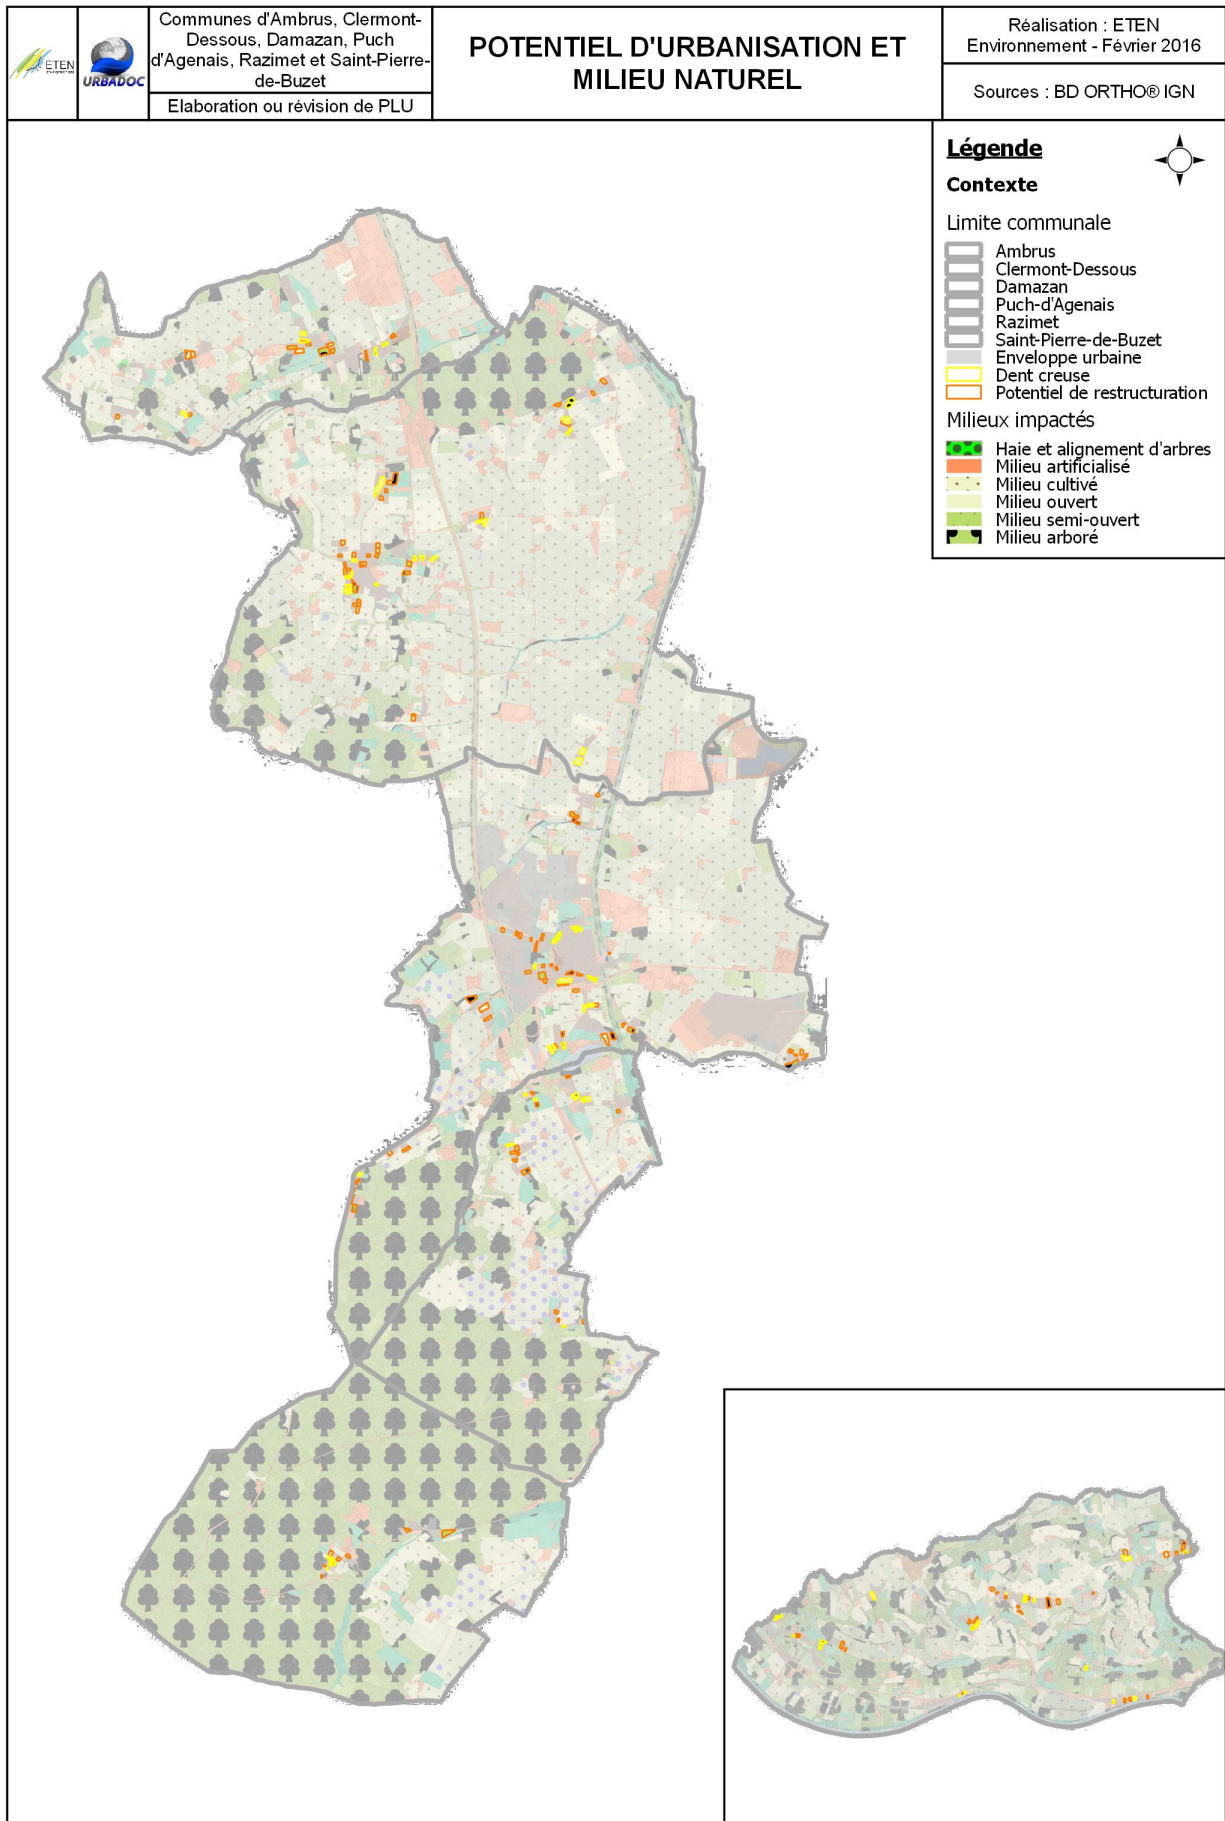 ETEN
environnement
URBADOC
Communes d'Ambrus, Clermont-
Dessous, Damazan, Puch
d'Agenais, Razimet et Saint-Pierre-
de-Buzet
Elaboration ou révision de PLU
POTENTIEL D'URBANISATION ET
MILIEU NATUREL
Réalisation : ETEN
Environnement - Février 2016
Sources : BD ORTHO® IGN
Légende
Contexte
Limite communale
Ambrus
Clermont-Dessous
Damazan
Puch-d'Agenais
Razimet
Saint-Pierre-de-Buzet
Enveloppe urbaine
Dent creuse
Potentiel de restructuration
Milieux impactés
Haie et alignement d'arbres
Milieu artificialisé
Milieu cultivé
Milieu ouvert
Milieu semi-ouvert
Milieu arboré